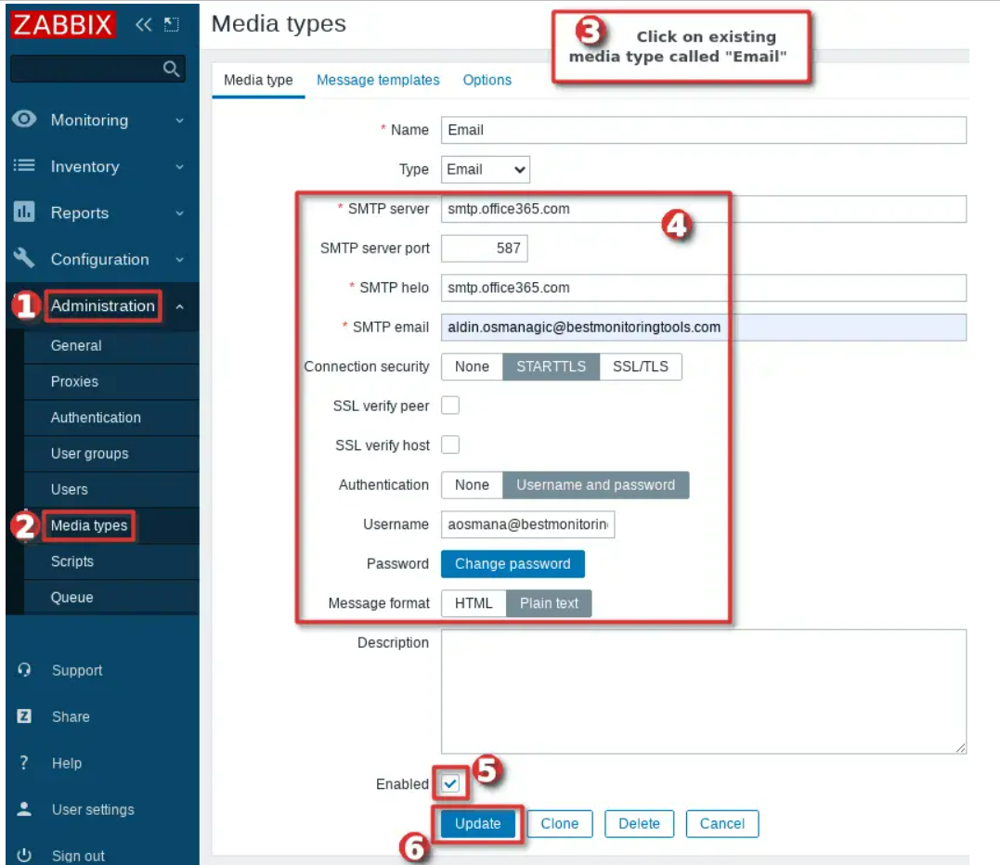 ZABBIX
Monitoring
Inventory
Reports
Configuration
1 Administration
General
Proxies
Authentication
User groups
Users
2 Media types
Scripts
Queue
Support
Z Share
? Help
User settings
Sign out
Media types
3 Click on existing
media type called "Email"
Media type Message templates Options
* Name Email
Type Email
* SMTP server smtp.office365.com
4
SMTP server port 587
* SMTP helo smtp.office365.com
* SMTP email aldin.osmanagic@bestmonitoringtools.com
Connection security None STARTTLS SSL/TLS
SSL verify peer
SSL verify host
Authentication None Username and password
Username aosmana@bestmonitorin
Password Change password
Message format HTML Plain text
Description
Enabled 5
Update Clone Delete Cancel
6